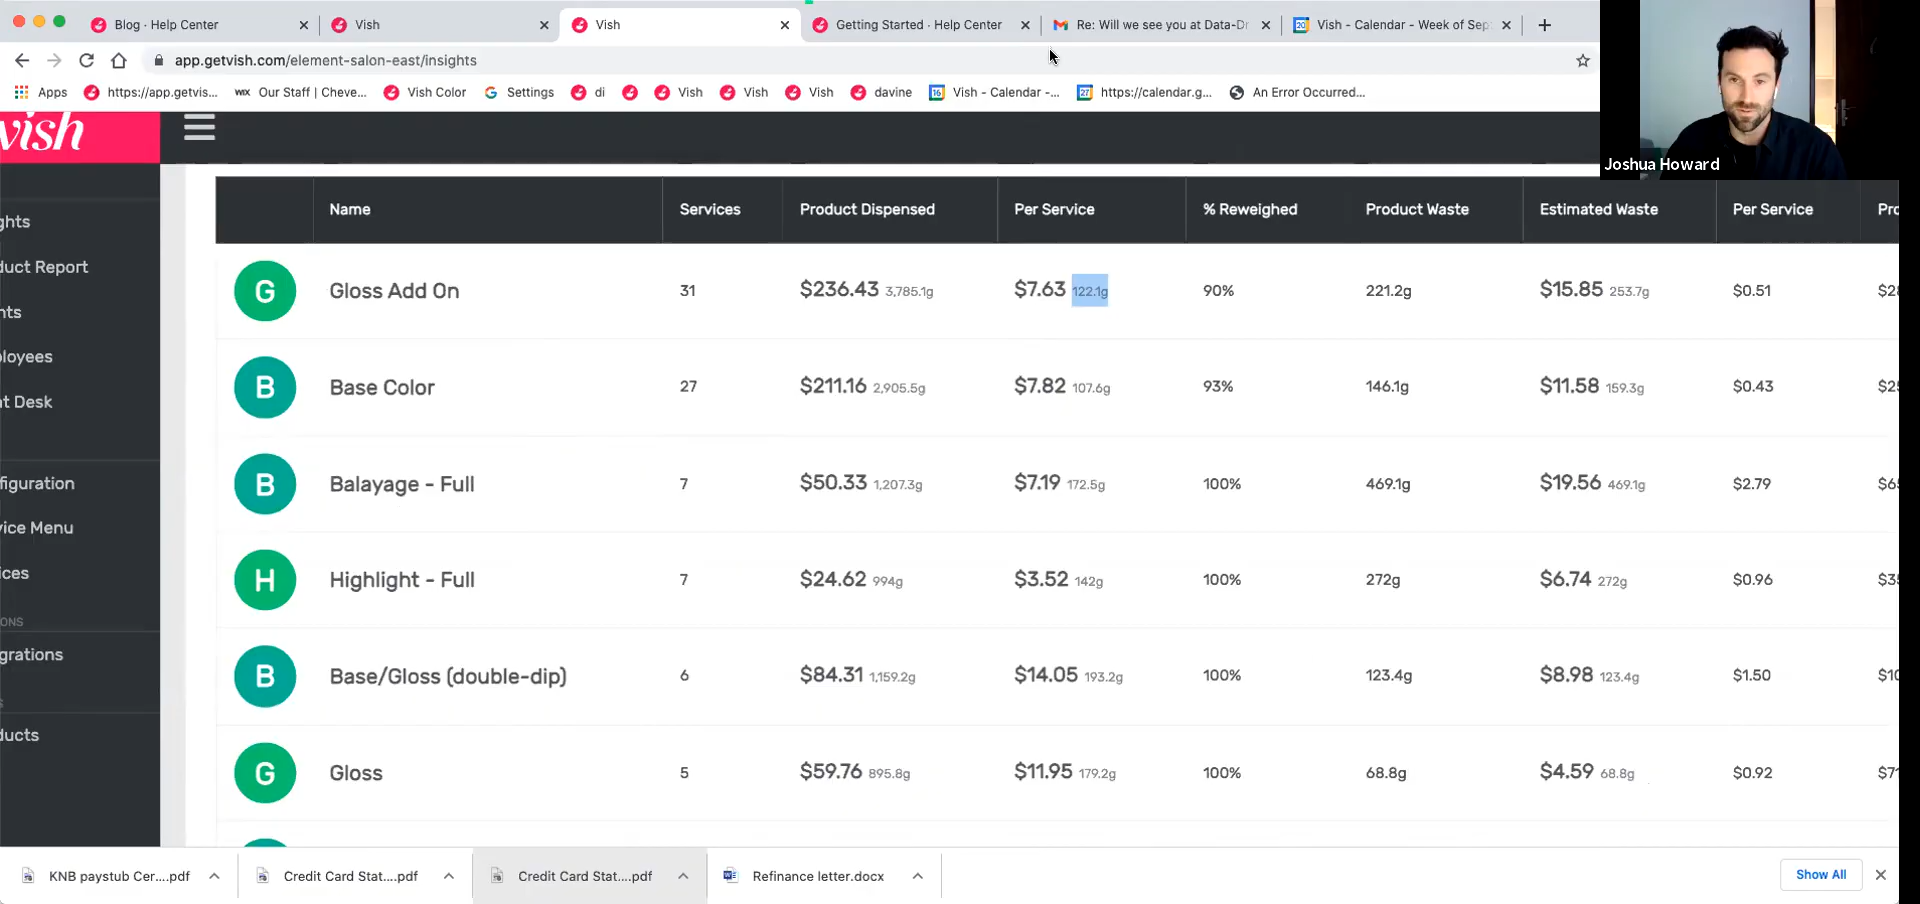 Blog · Help Center
Vish
Vish
Getting Started · Help Center
Re: Will we see you at Data-Dr
Vish - Calendar - Week of Sep
app.getvish.com/element-salon-east/insights
Apps
https://app.getvis...
WIX Our Staff | Cheve...
Vish Color
G Settings
di
Vish
Vish
Vish
davine
16 Vish - Calendar -...
27 https://calendar.g...
An Error Occurred...
Joshua Howard
vish
ghts
duct Report
nts
ployees
nt Desk
figuration
vice Menu
ices
ONS
grations
s
ducts
Name Services Product Dispensed Per Service % Reweighed Product Waste Estimated Waste Per Service Pro
G Gloss Add On 31 $236.43 3,785.1g $7.63 122.1g 90% 221.2g $15.85 253.7g $0.51 $28
B Base Color 27 $211.16 2,905.5g $7.82 107.6g 93% 146.1g $11.58 159.3g $0.43 $25
B Balayage - Full 7 $50.33 1,207.3g $7.19 172.5g 100% 469.1g $19.56 469.1g $2.79 $65
H Highlight - Full 7 $24.62 994g $3.52 142g 100% 272g $6.74 272g $0.96 $35
B Base/Gloss (double-dip) 6 $84.31 1,159.2g $14.05 193.2g 100% 123.4g $8.98 123.4g $1.50 $10
G Gloss 5 $59.76 895.8g $11.95 179.2g 100% 68.8g $4.59 68.8g $0.92 $71
KNB paystub Cer....pdf
Credit Card Stat....pdf
Credit Card Stat....pdf
Refinance letter.docx
Show All